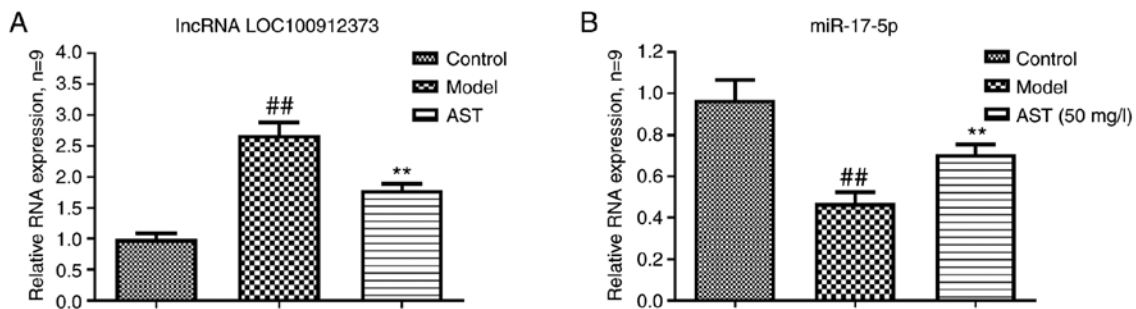 A
lncRNA LOC100912373
Relative RNA expression, n=9
4.0
3.5
3.0
2.5
2.0
1.5
1.0
0.5
0.0
##
**
Control
Model
AST
B
miR-17-5p
Relative RNA expression, n=9
1.2
1.0
0.8
0.6
0.4
0.2
0.0
##
**
Control
Model
AST (50 mg/l)